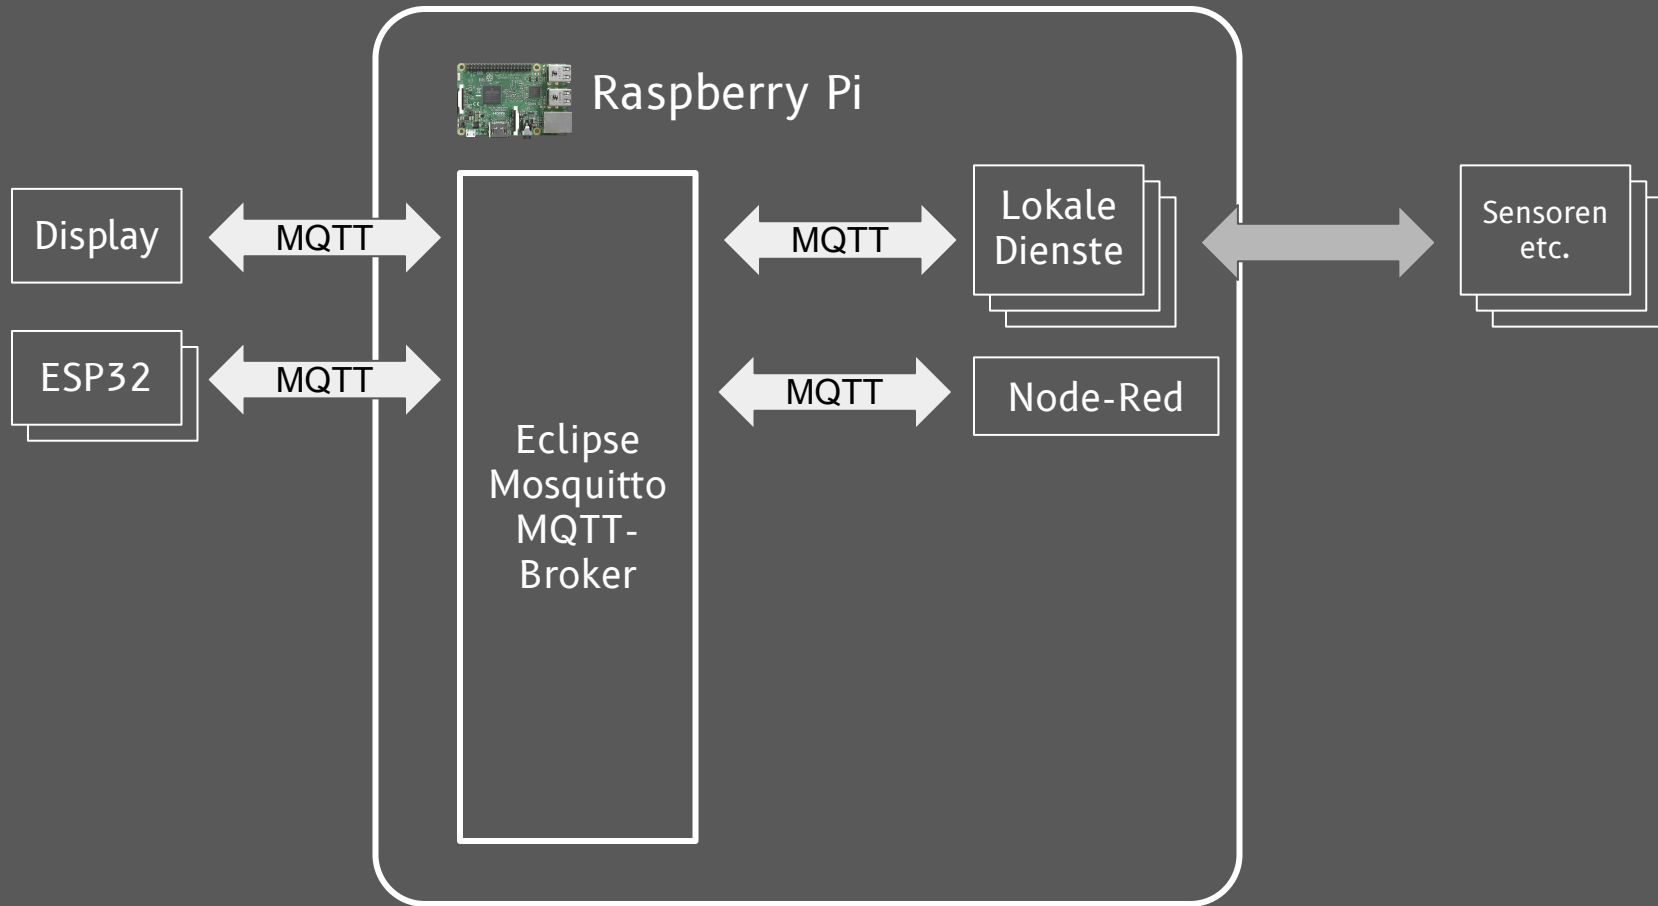 Raspberry Pi
Display
MQTT
ESP32
MQTT
Eclipse
Mosquitto
MQTT-
Broker
MQTT
Lokale
Dienste
MQTT
Node-Red
Sensoren
etc.